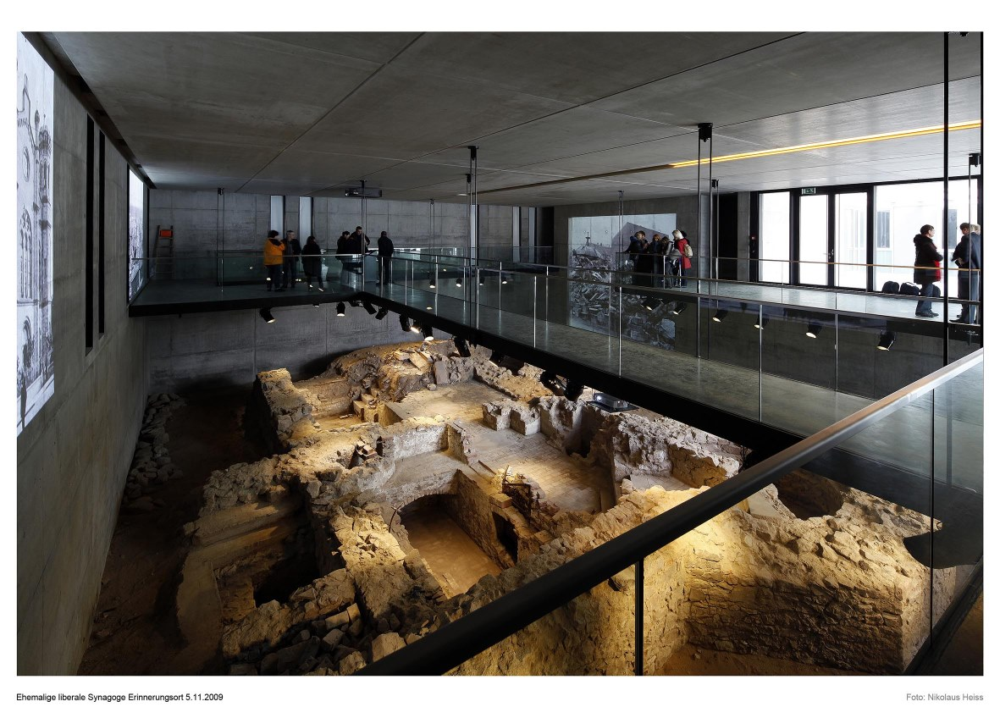 Ehemalige liberale Synagoge Erinnerungsort 5.11.2009
Foto: Nikolaus Heiss